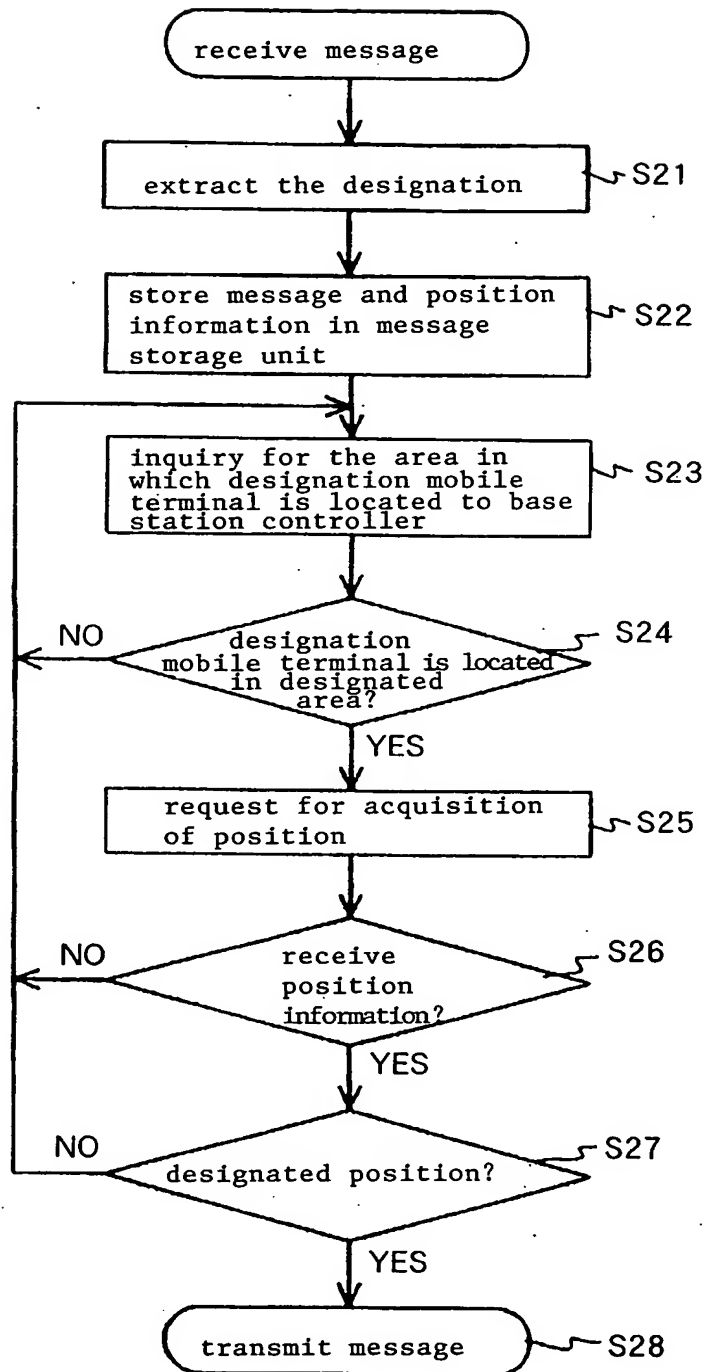 receive message
extract the designation
S21
store message and position
information in message
storage unit
S22
inquiry for the area in
which designation mobile
terminal is located to base
station controller
S23
NO
designation
mobile terminal is located
in designated
area?
S24
YES
request for acquisition
of position
S25
NO
receive
position
information?
S26
YES
NO
designated position?
S27
YES
transmit message
S28